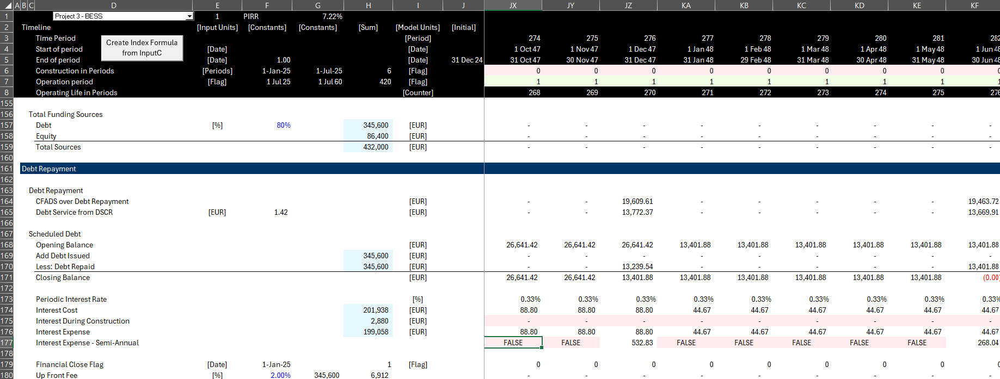 A B C D E F G H I J JX JY JZ KA KB KC KD KE KF
1 Project 3 - BESS 1 PIRR 7.22%
2 Timeline [Input Units] [Constants] [Constants] [Sum] [Model Units] [Initial]
3 Time Period [Period] 274 275 276 277 278 279 280 281 282
Create Index Formula
from InputC
4 Start of period [Date] [Date] 1 Oct 47 1 Nov 47 1 Dec 47 1 Jan 48 1 Feb 48 1 Mar 48 1 Apr 48 1 May 48 1 Jun 48
5 End of period [Date] 1.00 [Date] 31 Dec 24 31 Oct 47 30 Nov 47 31 Dec 47 31 Jan 48 29 Feb 48 31 Mar 48 30 Apr 48 31 May 48 30 Jun 48
6 Construction in Periods [Periods] 1-Jan-25 1-Jul-25 6 [Flag] 0 0 0 0 0 0 0 0 0
7 Operation period [Flag] 1 Jul 25 1 Jul 60 420 [Flag] 1 1 1 1 1 1 1 1 1
8 Operating Life in Periods [Counter] 268 269 270 271 272 273 274 275 276
155
156 Total Funding Sources
157 Debt [%] 80% 345,600 [EUR] - - - - - - - - -
158 Equity 86,400 [EUR] - - - - - - - - -
159 Total Sources 432,000 [EUR] - - - - - - - - -
160
161 Debt Repayment
162
163 Debt Repayment
164 CFADS over Debt Repayment [EUR] - - 19,609.61 - - - - - 19,463.72
165 Debt Service from DSCR [EUR] 1.42 [EUR] - - 13,772.37 - - - - - 13,669.91
166
167 Scheduled Debt
168 Opening Balance [EUR] 26,641.42 26,641.42 26,641.42 13,401.88 13,401.88 13,401.88 13,401.88 13,401.88 13,401.88
169 Add Debt Issued 345,600 [EUR] - - - - - - - - -
170 Less: Debt Repaid 345,600 [EUR] - - 13,239.54 - - - - - 13,401.88
171 Closing Balance [EUR] 26,641.42 26,641.42 13,401.88 13,401.88 13,401.88 13,401.88 13,401.88 13,401.88 (0.00)
172
173 Periodic Interest Rate [%] 0.33% 0.33% 0.33% 0.33% 0.33% 0.33% 0.33% 0.33% 0.33%
174 Interest Cost 201,938 [EUR] 88.80 88.80 88.80 44.67 44.67 44.67 44.67 44.67 44.67
175 Interest During Construction 2,880 [EUR] - - - - - - - - -
176 Interest Expense 199,058 [EUR] 88.80 88.80 88.80 44.67 44.67 44.67 44.67 44.67 44.67
177 Interest Expense - Semi-Annual FALSE FALSE 532.83 FALSE FALSE FALSE FALSE FALSE 268.04
178
179 Financial Close Flag [Date] 1-Jan-25 1 [Flag] 0 0 0 0 0 0 0 0 0
180 Up Front Fee [%] 2.00% 345,600 6,912 - - - - - - - - -